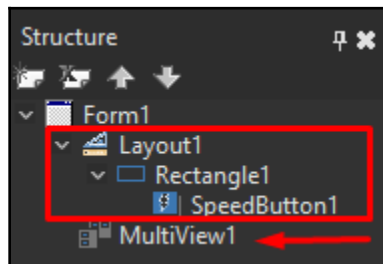 Structure
Form1
Layout1
Rectangle1
SpeedButton1
MultiView1